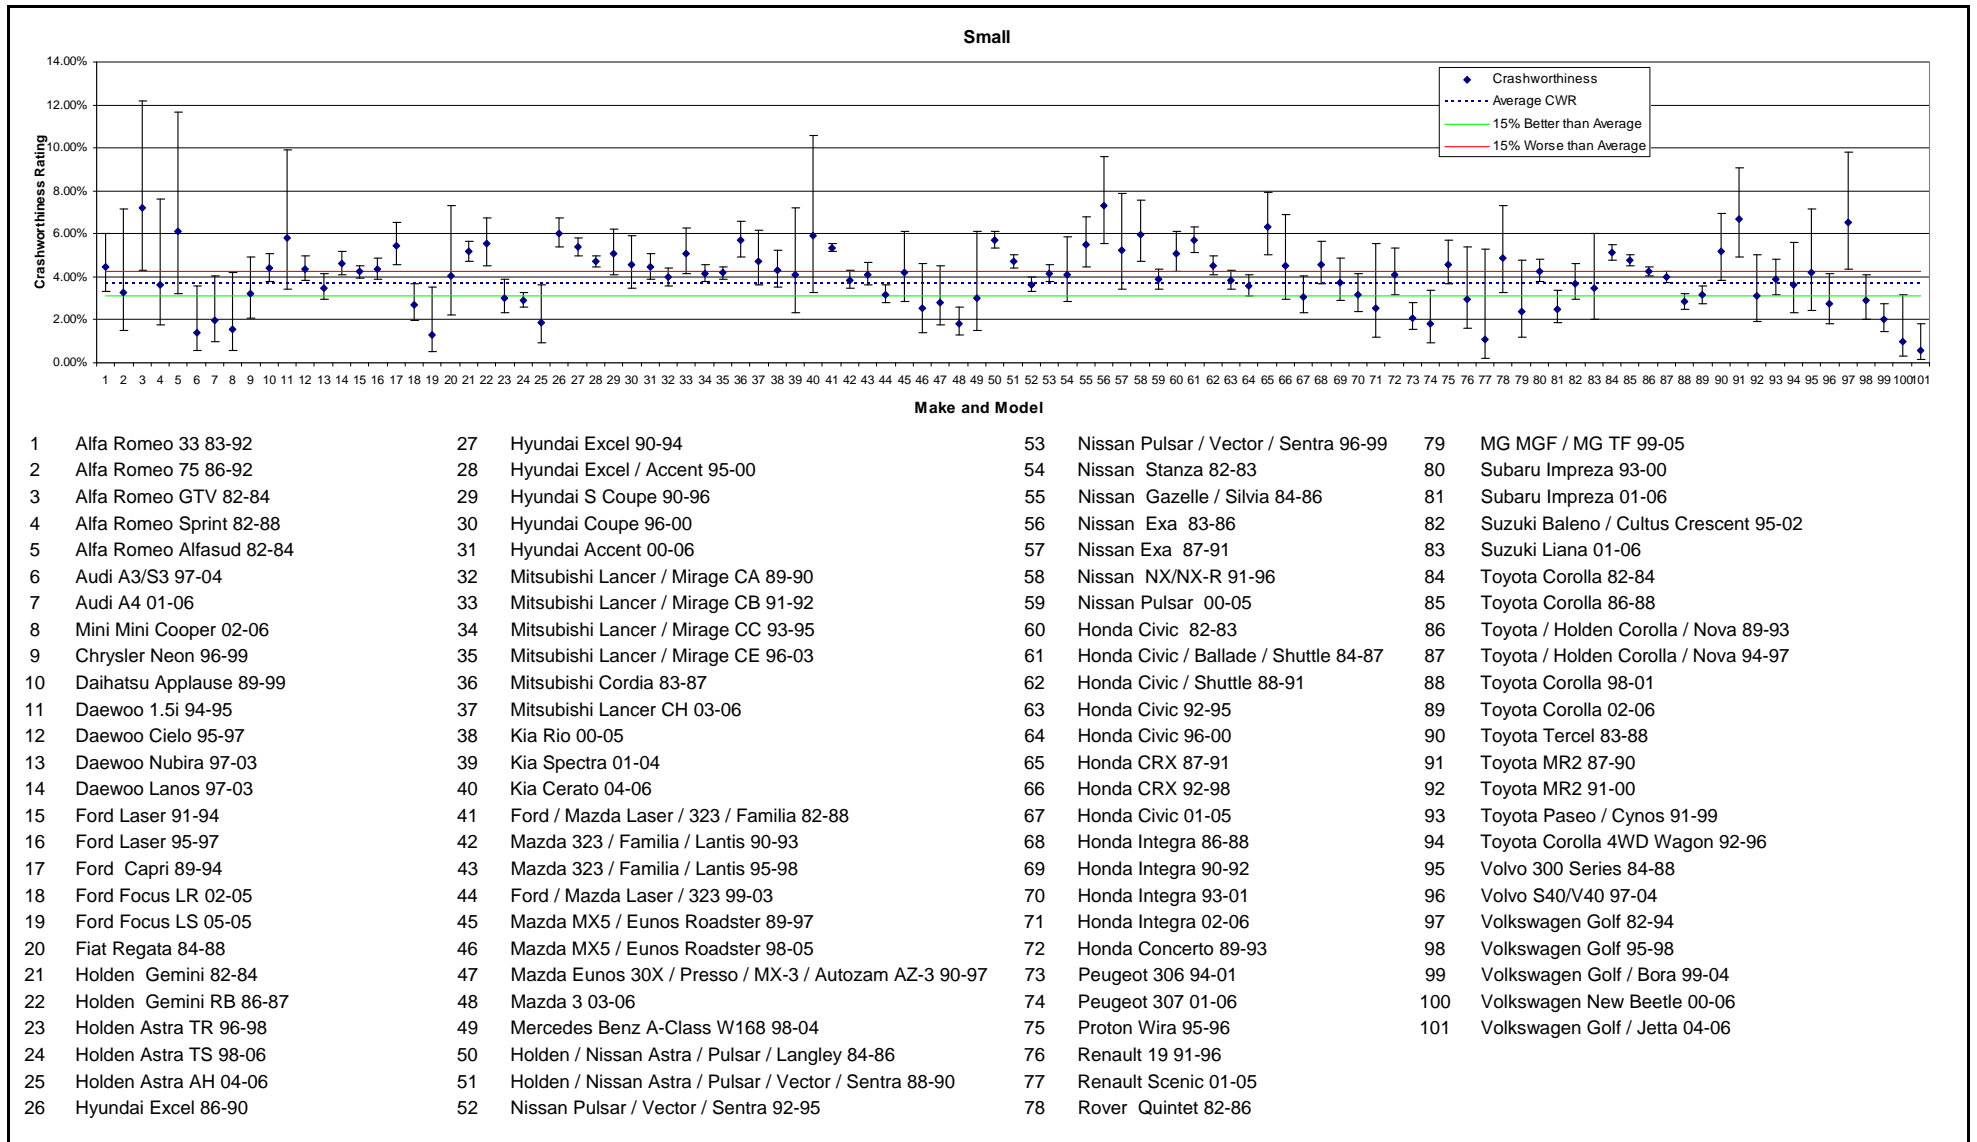 Small
14.00%
12.00%
10.00%
8.00%
6.00%
4.00%
2.00%
0.00%
Crashworthiness Rating
Crashworthiness
Average CWR
15% Better than Average
15% Worse than Average
1 2 3 4 5 6 7 8 9 10 11 12 13 14 15 16 17 18 19 20 21 22 23 24 25 26 27 28 29 30 31 32 33 34 35 36 37 38 39 40 41 42 43 44 45 46 47 48 49 50 51 52 53 54 55 56 57 58 59 60 61 62 63 64 65 66 67 68 69 70 71 72 73 74 75 76 77 78 79 80 81 82 83 84 85 86 87 88 89 90 91 92 93 94 95 96 97 98 99 100 101
Make and Model
1 Alfa Romeo 33 83-92
2 Alfa Romeo 75 86-92
3 Alfa Romeo GTV 82-84
4 Alfa Romeo Sprint 82-88
5 Alfa Romeo Alfasud 82-84
6 Audi A3/S3 97-04
7 Audi A4 01-06
8 Mini Mini Cooper 02-06
9 Chrysler Neon 96-99
10 Daihatsu Applause 89-99
11 Daewoo 1.5i 94-95
12 Daewoo Cielo 95-97
13 Daewoo Nubira 97-03
14 Daewoo Lanos 97-03
15 Ford Laser 91-94
16 Ford Laser 95-97
17 Ford Capri 89-94
18 Ford Focus LR 02-05
19 Ford Focus LS 05-05
20 Fiat Regata 84-88
21 Holden Gemini 82-84
22 Holden Gemini RB 86-87
23 Holden Astra TR 96-98
24 Holden Astra TS 98-06
25 Holden Astra AH 04-06
26 Hyundai Excel 86-90
27 Hyundai Excel 90-94
28 Hyundai Excel / Accent 95-00
29 Hyundai S Coupe 90-96
30 Hyundai Coupe 96-00
31 Hyundai Accent 00-06
32 Mitsubishi Lancer / Mirage CA 89-90
33 Mitsubishi Lancer / Mirage CB 91-92
34 Mitsubishi Lancer / Mirage CC 93-95
35 Mitsubishi Lancer / Mirage CE 96-03
36 Mitsubishi Cordia 83-87
37 Mitsubishi Lancer CH 03-06
38 Kia Rio 00-05
39 Kia Spectra 01-04
40 Kia Cerato 04-06
41 Ford / Mazda Laser / 323 / Familia 82-88
42 Mazda 323 / Familia / Lantis 90-93
43 Mazda 323 / Familia / Lantis 95-98
44 Ford / Mazda Laser / 323 99-03
45 Mazda MX5 / Eunos Roadster 89-97
46 Mazda MX5 / Eunos Roadster 98-05
47 Mazda Eunos 30X / Presso / MX-3 / Autozam AZ-3 90-97
48 Mazda 3 03-06
49 Mercedes Benz A-Class W168 98-04
50 Holden / Nissan Astra / Pulsar / Langley 84-86
51 Holden / Nissan Astra / Pulsar / Vector / Sentra 88-90
52 Nissan Pulsar / Vector / Sentra 92-95
53 Nissan Pulsar / Vector / Sentra 96-99
54 Nissan Stanza 82-83
55 Nissan Gazelle / Silvia 84-86
56 Nissan Exa 83-86
57 Nissan Exa 87-91
58 Nissan NX/NX-R 91-96
59 Nissan Pulsar 00-05
60 Honda Civic 82-83
61 Honda Civic / Ballade / Shuttle 84-87
62 Honda Civic / Shuttle 88-91
63 Honda Civic 92-95
64 Honda Civic 96-00
65 Honda CRX 87-91
66 Honda CRX 92-98
67 Honda Civic 01-05
68 Honda Integra 86-88
69 Honda Integra 90-92
70 Honda Integra 93-01
71 Honda Integra 02-06
72 Honda Concerto 89-93
73 Peugeot 306 94-01
74 Peugeot 307 01-06
75 Proton Wira 95-96
76 Renault 19 91-96
77 Renault Scenic 01-05
78 Rover Quintet 82-86
79 MG MGF / MG TF 99-05
80 Subaru Impreza 93-00
81 Subaru Impreza 01-06
82 Suzuki Baleno / Cultus Crescent 95-02
83 Suzuki Liana 01-06
84 Toyota Corolla 82-84
85 Toyota Corolla 86-88
86 Toyota / Holden Corolla / Nova 89-93
87 Toyota / Holden Corolla / Nova 94-97
88 Toyota Corolla 98-01
89 Toyota Corolla 02-06
90 Toyota Tercel 83-88
91 Toyota MR2 87-90
92 Toyota MR2 91-00
93 Toyota Paseo / Cynos 91-99
94 Toyota Corolla 4WD Wagon 92-96
95 Volvo 300 Series 84-88
96 Volvo S40/V40 97-04
97 Volkswagen Golf 82-94
98 Volkswagen Golf 95-98
99 Volkswagen Golf / Bora 99-04
100 Volkswagen New Beetle 00-06
101 Volkswagen Golf / Jetta 04-06